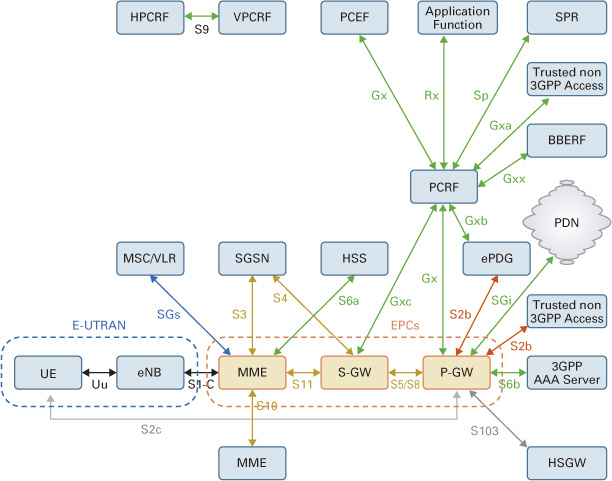 HPCRF
S9
VPCRF
PCEF
Application
Function
SPR
Gx
Rx
Sp
Trusted non
3GPP Access
Gxa
BBERF
Gxx
PCRF
Gxb
PDN
MSC/VLR
SGSN
HSS
ePDG
Gx
SGi
S3
S4
S6a
Gxc
S2b
SGs
Trusted non
3GPP Access
E-UTRAN
EPCs
S2b
UE
Uu
eNB
S1-C
MME
S11
S-GW
S5/S8
P-GW
S6b
3GPP
AAA Server
S10
S2c
S103
MME
HSGW